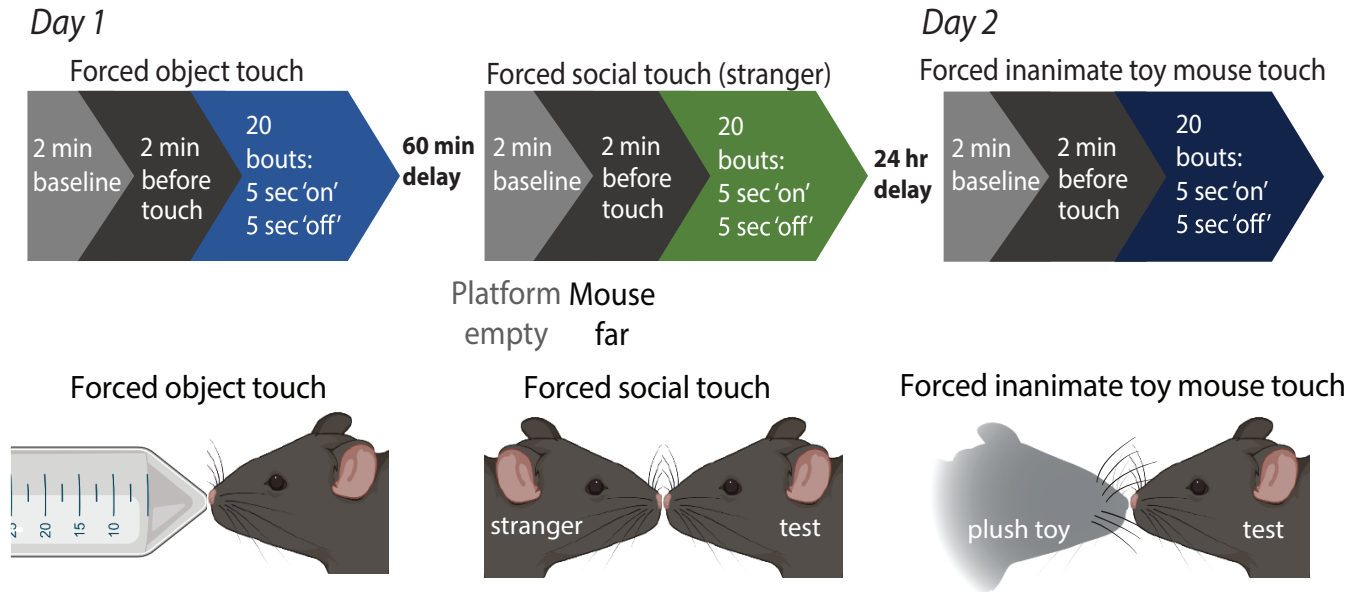 Day 1
Day 2
Forced object touch
Forced social touch (stranger)
Forced inanimate toy mouse touch
2 min
baseline
2 min
before
touch
20
bouts:
5 sec ‘on’
5 sec ‘off’
60 min
delay
2 min
baseline
2 min
before
touch
20
bouts:
5 sec ‘on’
5 sec ‘off’
24 hr
delay
2 min
baseline
2 min
before
touch
20
bouts:
5 sec ‘on’
5 sec ‘off’
Platform
empty
Mouse
far
Forced object touch
Forced social touch
Forced inanimate toy mouse touch
20
15
10
stranger
test
plush toy
test